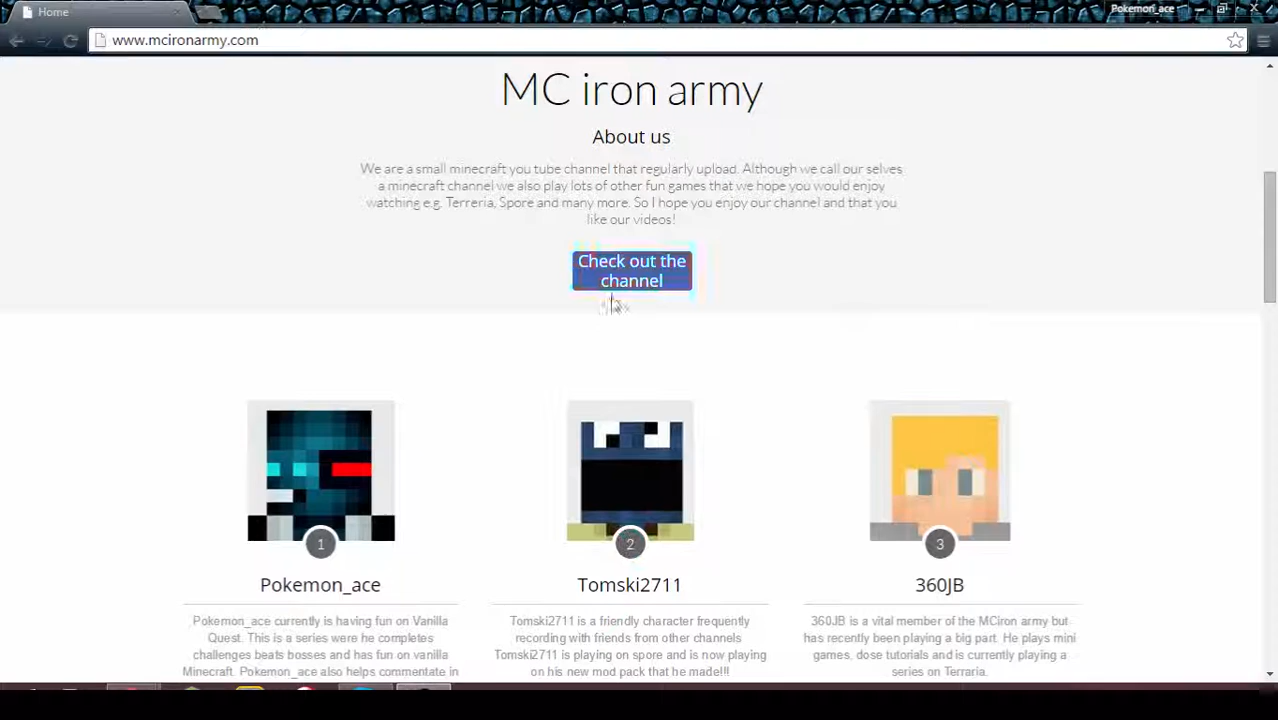 Home
Pokemon_ace
www.mcironarmy.com
MC iron army
About us
We are a small minecraft you tube channel that regularly upload. Although we call our selves
a minecraft channel we also play lots of other fun games that we hope you would enjoy
watching e.g. Terreria, Spore and many more. So I hope you enjoy our channel and that you
like our videos!
Check out the
channel
1
2
3
Pokemon_ace
Tomski2711
360JB
Pokemon_ace currently is having fun on Vanilla
Quest. This is a series were he completes
challenges beats bosses and has fun on vanilla
Minecraft. Pokemon_ace also helps commentate in
Tomski2711 is a friendly character frequently
recording with friends from other channels
Tomski2711 is playing on spore and is now playing
on his new mod pack that he made!!!
360JB is a vital member of the MCiron army but
has recently been playing a big part. He plays mini
games, dose tutorials and is currently playing a
series on Terraria.